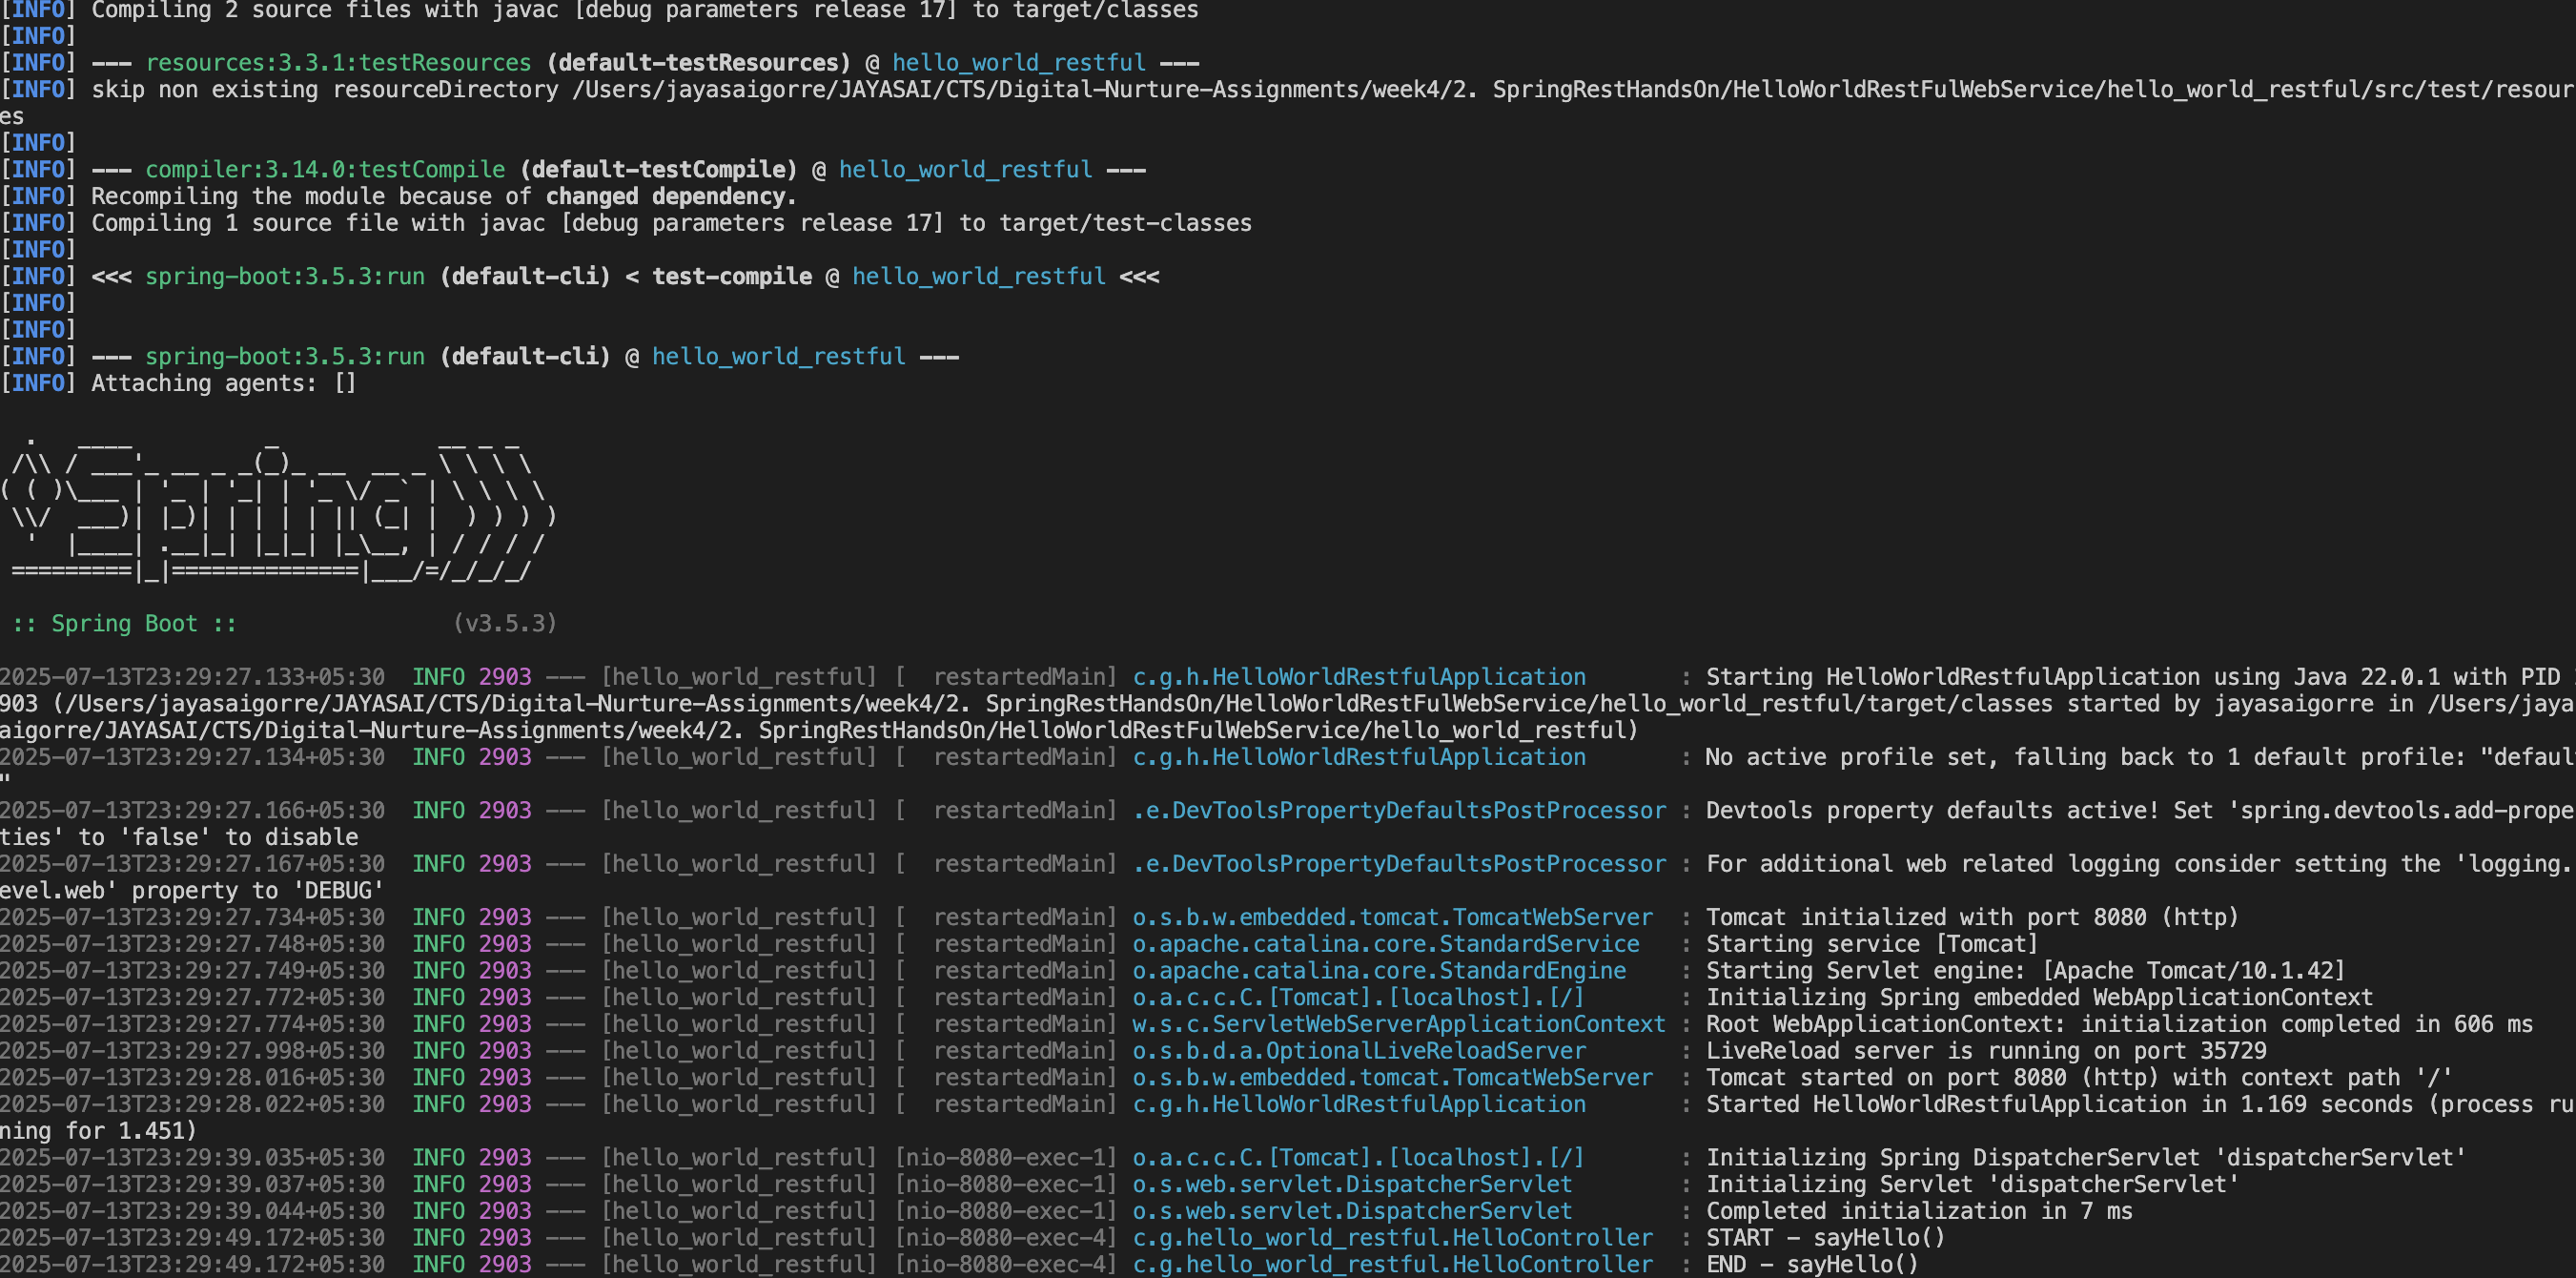 [INFO] Compiling 2 source files with javac [debug parameters release 17] to target/classes
[INFO]
[INFO] --- resources:3.3.1:testResources (default-testResources) @ hello_world_restful ---
[INFO] skip non existing resourceDirectory /Users/jayasaigorre/JAYASAI/CTS/Digital-Nurture-Assignments/week4/2. SpringRestHandsOn/HelloWorldRestFulWebService/hello_world_restful/src/test/resour
es
[INFO]
[INFO] --- compiler:3.14.0:testCompile (default-testCompile) @ hello_world_restful ---
[INFO] Recompiling the module because of changed dependency.
[INFO] Compiling 1 source file with javac [debug parameters release 17] to target/test-classes
[INFO]
[INFO] <<< spring-boot:3.5.3:run (default-cli) < test-compile @ hello_world_restful <<<
[INFO]
[INFO]
[INFO] --- spring-boot:3.5.3:run (default-cli) @ hello_world_restful ---
[INFO] Attaching agents: []
  .   ____          _            __ _ _
 /\\ / ___'_ __ _ _(_)_ __  __ _ \ \ \ \
( ( )\___ | '_ | '_| | '_ \/ _` | \ \ \ \
 \\/  ___)| |_)| | | | | || (_| |  ) ) ) )
  '  |____| .__|_| |_|_| |_\__, | / / / /
 =========|_|==============|___/=/_/_/_/
 :: Spring Boot ::                (v3.5.3)
2025-07-13T23:29:27.133+05:30  INFO 2903 --- [hello_world_restful] [  restartedMain] c.g.h.HelloWorldRestfulApplication       : Starting HelloWorldRestfulApplication using Java 22.0.1 with PID
903 (/Users/jayasaigorre/JAYASAI/CTS/Digital-Nurture-Assignments/week4/2. SpringRestHandsOn/HelloWorldRestFulWebService/hello_world_restful/target/classes started by jayasaigorre in /Users/jaya
aigorre/JAYASAI/CTS/Digital-Nurture-Assignments/week4/2. SpringRestHandsOn/HelloWorldRestFulWebService/hello_world_restful)
2025-07-13T23:29:27.134+05:30  INFO 2903 --- [hello_world_restful] [  restartedMain] c.g.h.HelloWorldRestfulApplication       : No active profile set, falling back to 1 default profile: "defaul
"
2025-07-13T23:29:27.166+05:30  INFO 2903 --- [hello_world_restful] [  restartedMain] .e.DevToolsPropertyDefaultsPostProcessor : Devtools property defaults active! Set 'spring.devtools.add-prope
ties' to 'false' to disable
2025-07-13T23:29:27.167+05:30  INFO 2903 --- [hello_world_restful] [  restartedMain] .e.DevToolsPropertyDefaultsPostProcessor : For additional web related logging consider setting the 'logging.
evel.web' property to 'DEBUG'
2025-07-13T23:29:27.734+05:30  INFO 2903 --- [hello_world_restful] [  restartedMain] o.s.b.w.embedded.tomcat.TomcatWebServer  : Tomcat initialized with port 8080 (http)
2025-07-13T23:29:27.748+05:30  INFO 2903 --- [hello_world_restful] [  restartedMain] o.apache.catalina.core.StandardService   : Starting service [Tomcat]
2025-07-13T23:29:27.749+05:30  INFO 2903 --- [hello_world_restful] [  restartedMain] o.apache.catalina.core.StandardEngine    : Starting Servlet engine: [Apache Tomcat/10.1.42]
2025-07-13T23:29:27.772+05:30  INFO 2903 --- [hello_world_restful] [  restartedMain] o.a.c.c.C.[Tomcat].[localhost].[/]       : Initializing Spring embedded WebApplicationContext
2025-07-13T23:29:27.774+05:30  INFO 2903 --- [hello_world_restful] [  restartedMain] w.s.c.ServletWebServerApplicationContext : Root WebApplicationContext: initialization completed in 606 ms
2025-07-13T23:29:27.998+05:30  INFO 2903 --- [hello_world_restful] [  restartedMain] o.s.b.d.a.OptionalLiveReloadServer       : LiveReload server is running on port 35729
2025-07-13T23:29:28.016+05:30  INFO 2903 --- [hello_world_restful] [  restartedMain] o.s.b.w.embedded.tomcat.TomcatWebServer  : Tomcat started on port 8080 (http) with context path '/'
2025-07-13T23:29:28.022+05:30  INFO 2903 --- [hello_world_restful] [  restartedMain] c.g.h.HelloWorldRestfulApplication       : Started HelloWorldRestfulApplication in 1.169 seconds (process ru
ning for 1.451)
2025-07-13T23:29:39.035+05:30  INFO 2903 --- [hello_world_restful] [nio-8080-exec-1] o.a.c.c.C.[Tomcat].[localhost].[/]       : Initializing Spring DispatcherServlet 'dispatcherServlet'
2025-07-13T23:29:39.037+05:30  INFO 2903 --- [hello_world_restful] [nio-8080-exec-1] o.s.web.servlet.DispatcherServlet        : Initializing Servlet 'dispatcherServlet'
2025-07-13T23:29:39.044+05:30  INFO 2903 --- [hello_world_restful] [nio-8080-exec-1] o.s.web.servlet.DispatcherServlet        : Completed initialization in 7 ms
2025-07-13T23:29:49.172+05:30  INFO 2903 --- [hello_world_restful] [nio-8080-exec-4] c.g.hello_world_restful.HelloController  : START - sayHello()
2025-07-13T23:29:49.172+05:30  INFO 2903 --- [hello_world_restful] [nio-8080-exec-4] c.g.hello_world_restful.HelloController  : END - sayHello()